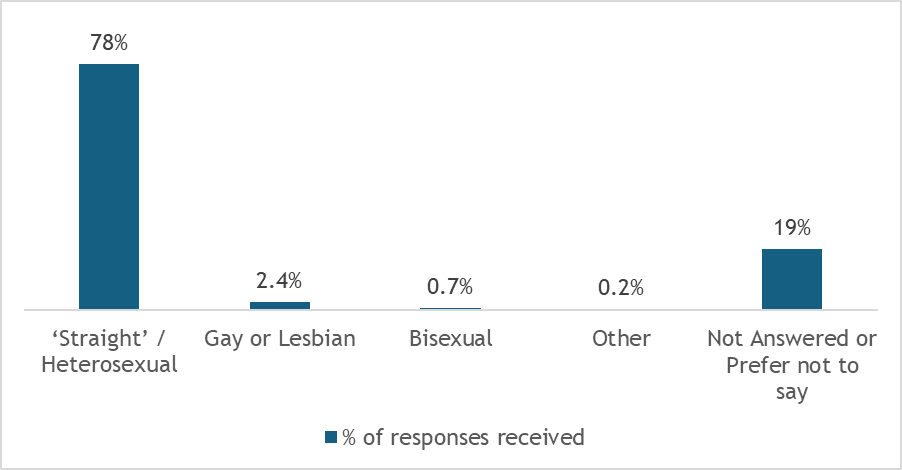 78%
2.4%
0.7%
0.2%
19%
‘Straight’ /
Heterosexual
Gay or Lesbian
Bisexual
Other
Not Answered or
Prefer not to
say
% of responses received